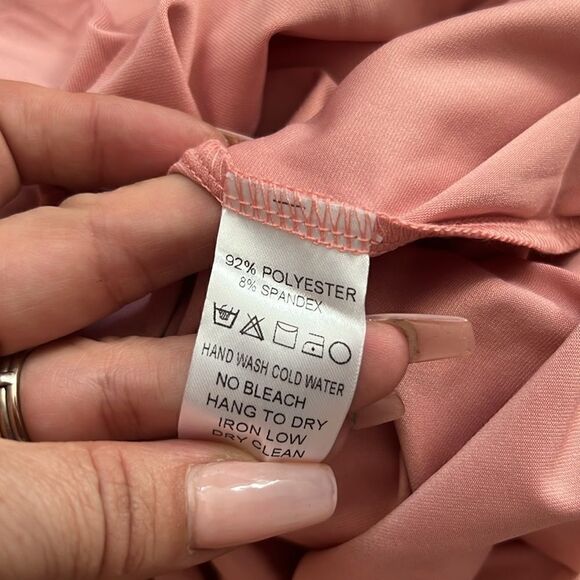 92% POLYESTER
8% SPANDEX
HAND WASH COLD WATER
NO BLEACH
HANG TO DRY
IRON LOW
DRY CLEAN